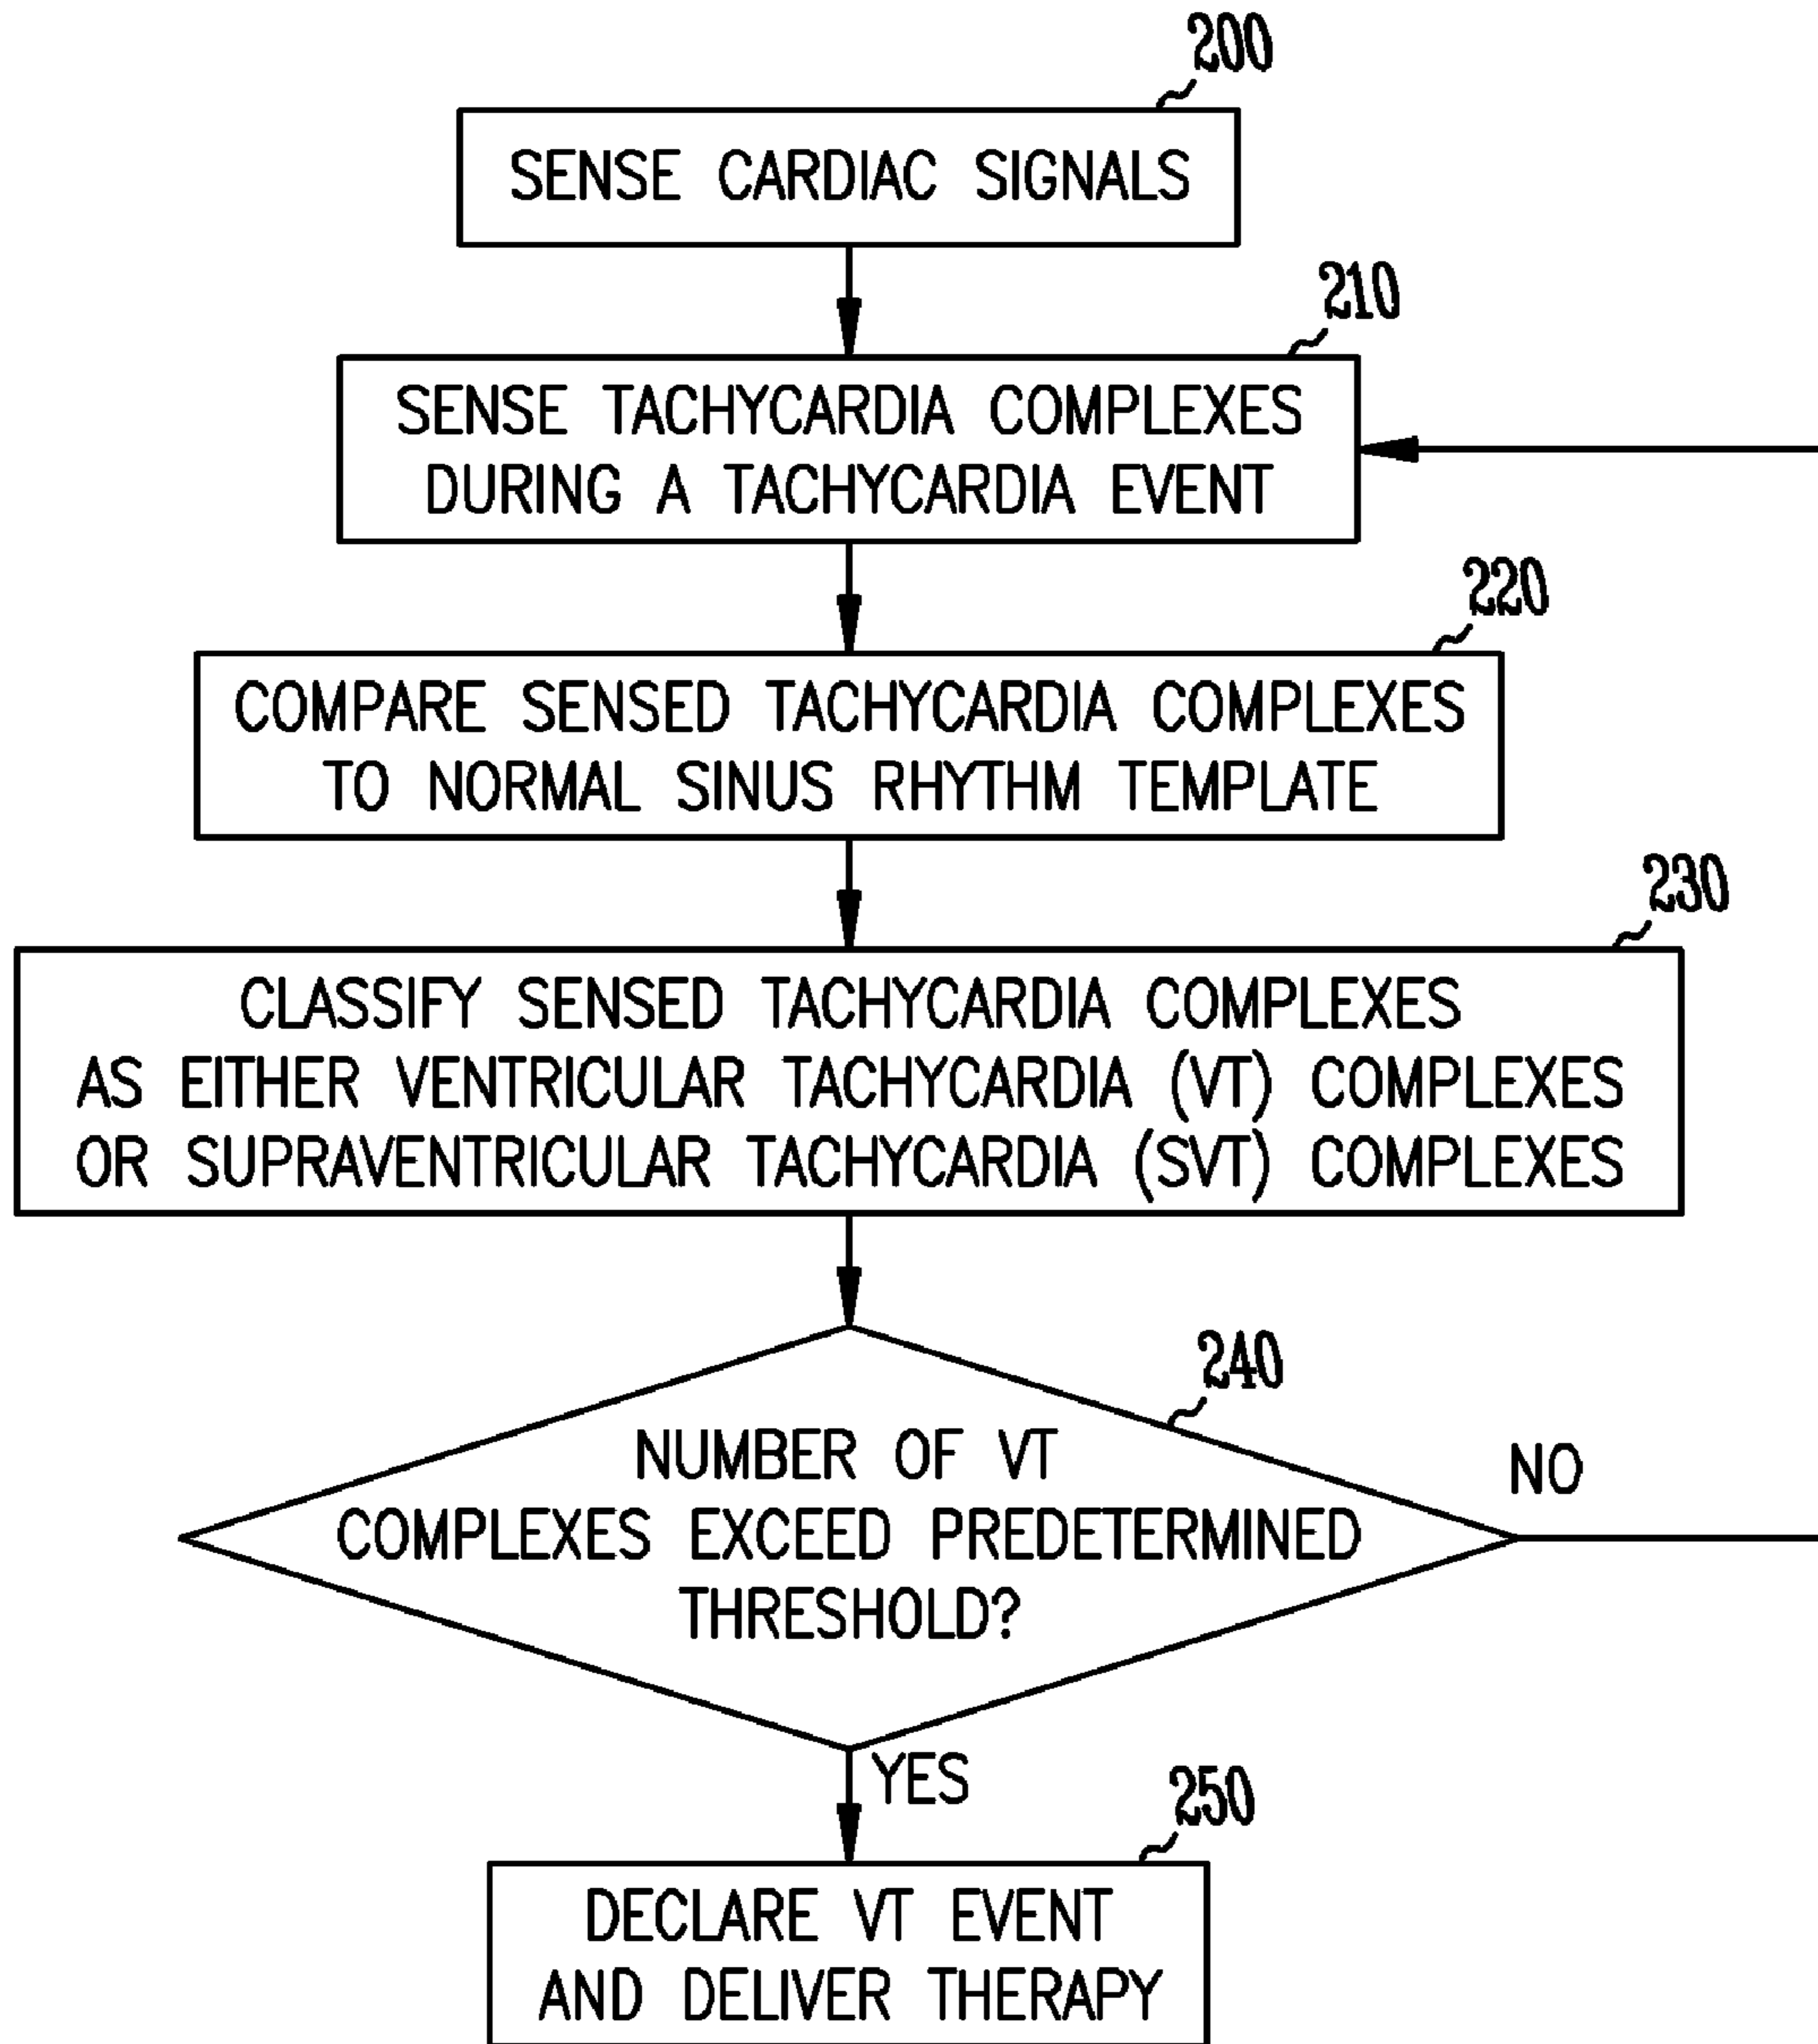 200
SENSE CARDIAC SIGNALS
210
SENSE TACHYCARDIA COMPLEXES
DURING A TACHYCARDIA EVENT
220
COMPARE SENSED TACHYCARDIA COMPLEXES
TO NORMAL SINUS RHYTHM TEMPLATE
230
CLASSIFY SENSED TACHYCARDIA COMPLEXES
AS EITHER VENTRICULAR TACHYCARDIA (VT) COMPLEXES
OR SUPRAVENTRICULAR TACHYCARDIA (SVT) COMPLEXES
240
NUMBER OF VT
COMPLEXES EXCEED PREDETERMINED
THRESHOLD?
NO
YES
250
DECLARE VT EVENT
AND DELIVER THERAPY